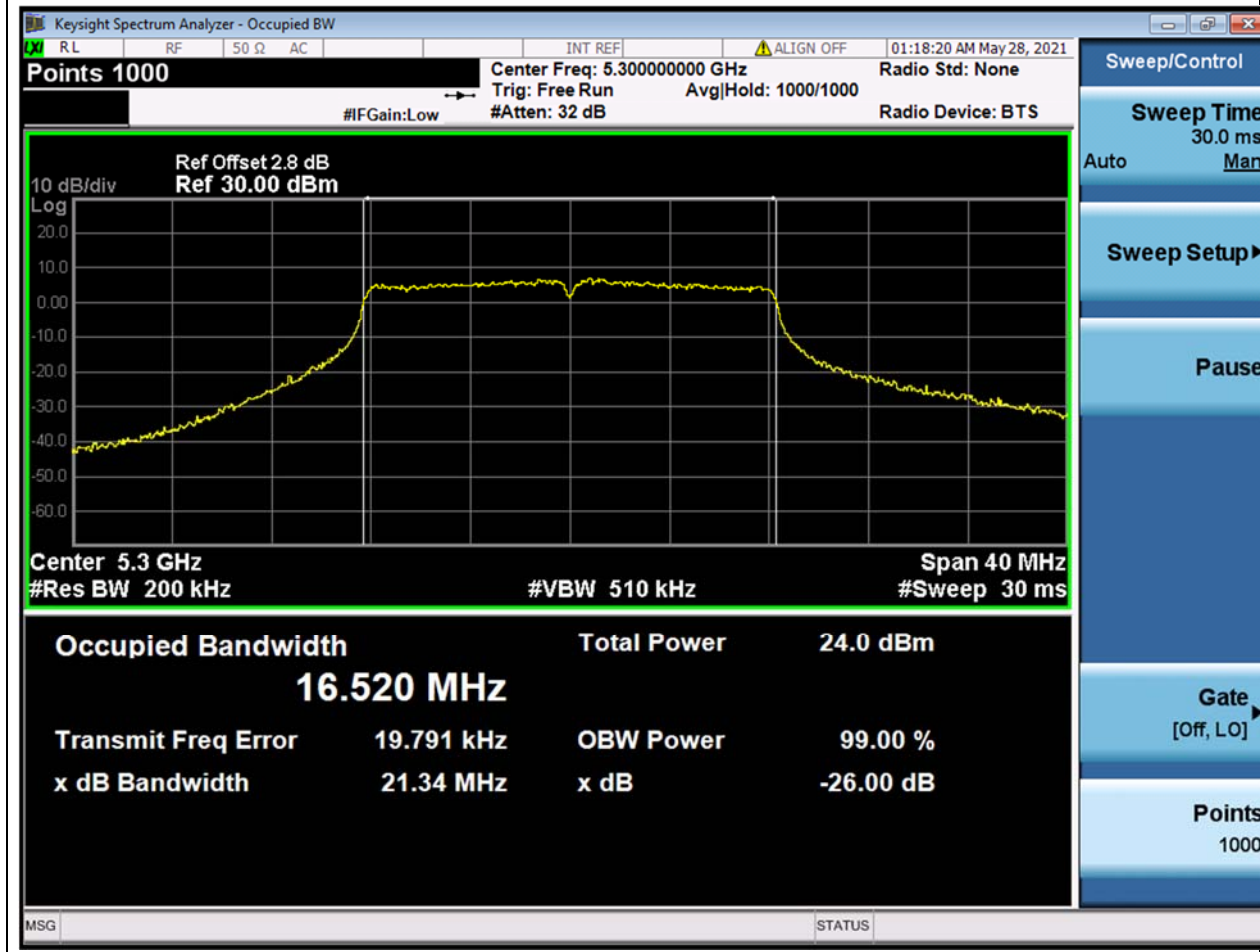 Keysight Spectrum Analyzer - Occupied BW
LXI RL RF 50 Ω AC INT REF ALIGN OFF 01:18:20 AM May 28, 2021
Points 1000
Center Freq: 5.300000000 GHz Radio Std: None
Trig: Free Run Avg|Hold: 1000/1000
#IFGain:Low #Atten: 32 dB Radio Device: BTS
Ref Offset 2.8 dB
10 dB/div Ref 30.00 dBm
Log
20.0
10.0
0.00
-10.0
-20.0
-30.0
-40.0
-50.0
-60.0
Center 5.3 GHz Span 40 MHz
#Res BW 200 kHz #VBW 510 kHz #Sweep 30 ms
Occupied Bandwidth Total Power 24.0 dBm
16.520 MHz
Transmit Freq Error 19.791 kHz OBW Power 99.00 %
x dB Bandwidth 21.34 MHz x dB -26.00 dB
MSG STATUS
Sweep/Control
Sweep Time
30.0 ms
Auto Man
Sweep Setup
Pause
Gate
[Off, LO]
Points
1000